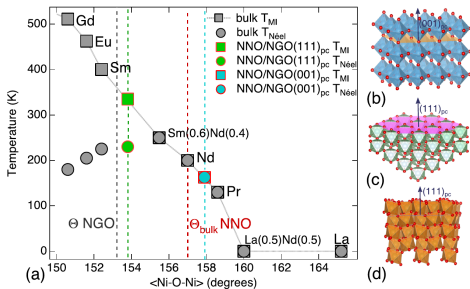 500
400
300
200
100
0
Temperature (K)
Gd
Eu
Sm
Sm(0.6)Nd(0.4)
Nd
Pr
La(0.5)Nd(0.5)
La
bulk T_MI
bulk T_Néel
NNO/NGO(111)_pc T_MI
NNO/NGO(111)_pc T_Néel
NNO/NGO(001)_pc T_MI
NNO/NGO(001)_pc T_Néel
Θ NGO
Θ_bulk NNO
(a)
150 152 154 156 158 160 162 164
<Ni-O-Ni> (degrees)
(001)_pc
(b)
(111)_pc
(c)
(111)_pc
(d)